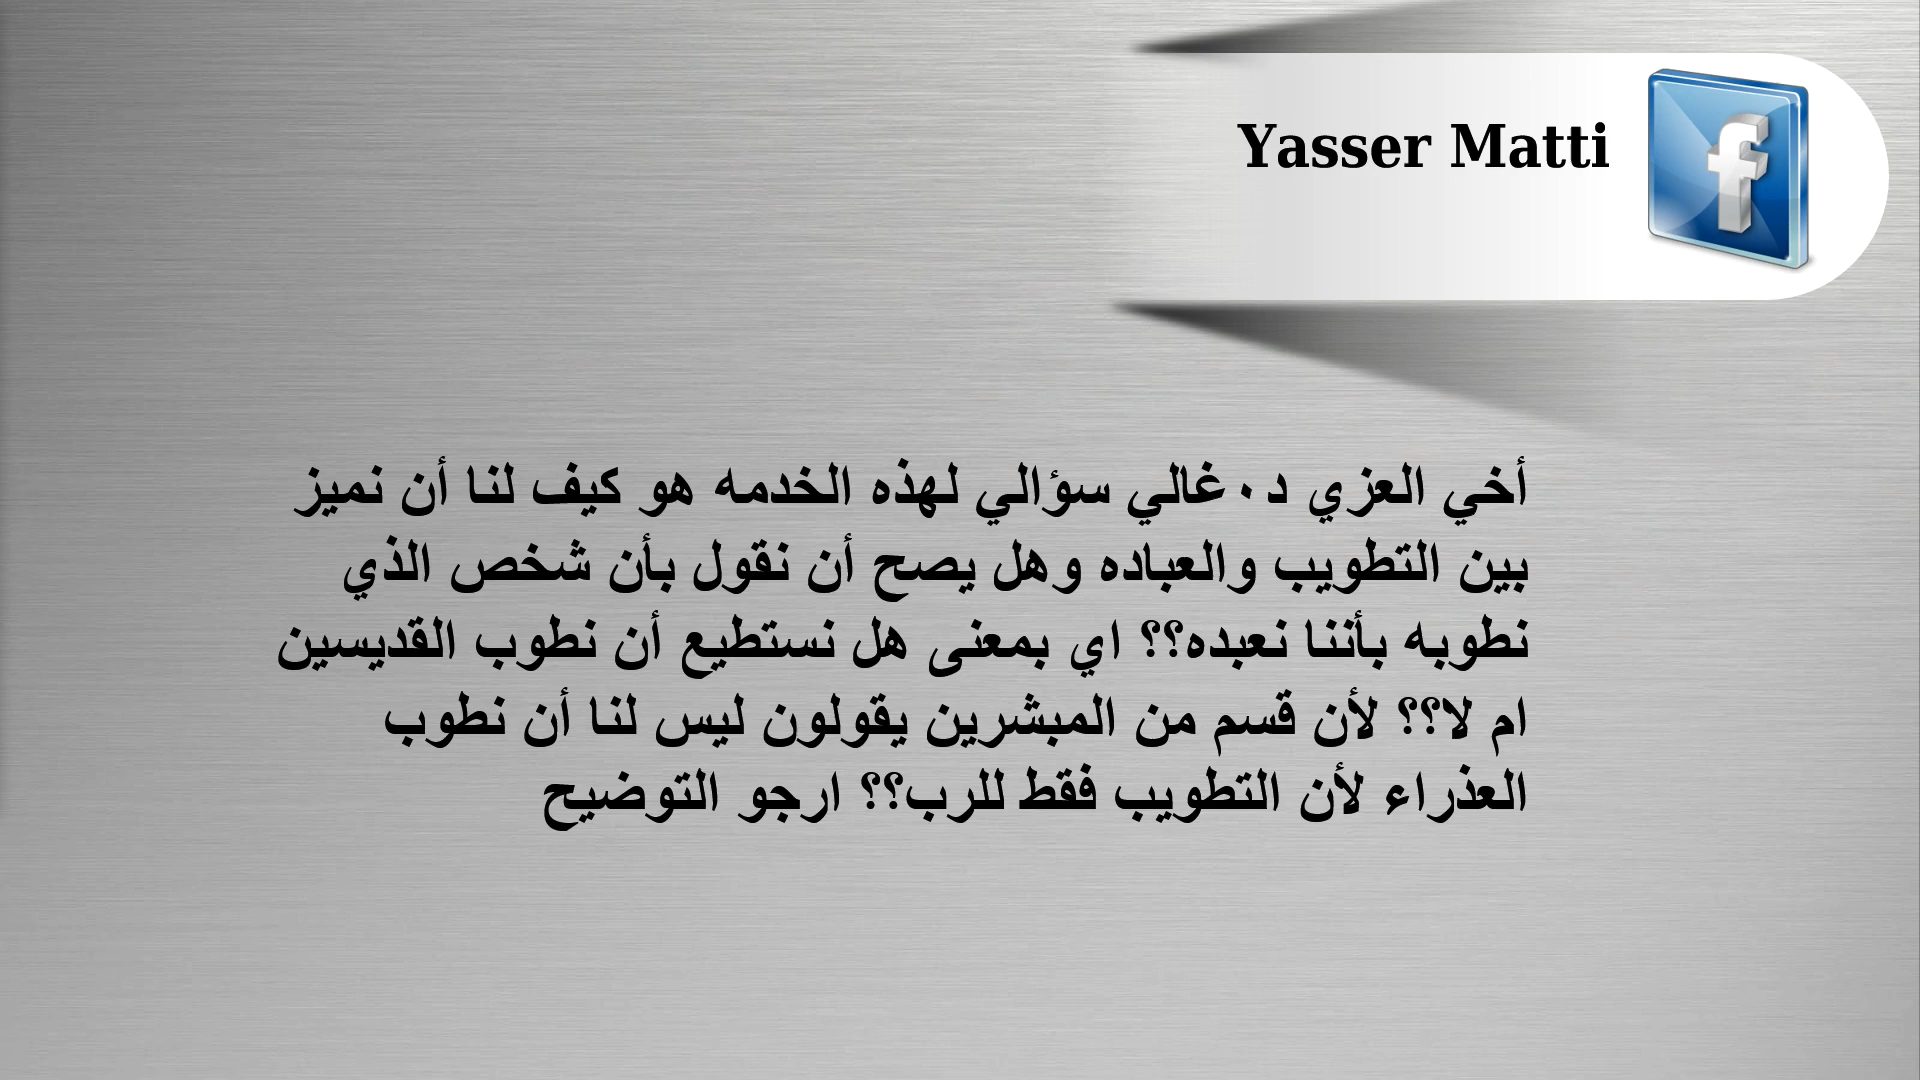 Yasser Matti
أخي العزي د٠غالي سؤالي لهذه الخدمه هو كيف لنا أن نميز
بين التطويب والعباده وهل يصح أن نقول بأن شخص الذي
نطوبه بأننا نعبده؟؟ اي بمعنى هل نستطيع أن نطوب القديسين
ام لا؟؟ لأن قسم من المبشرين يقولون ليس لنا أن نطوب
العذراء لأن التطويب فقط للرب؟؟ ارجو التوضيح